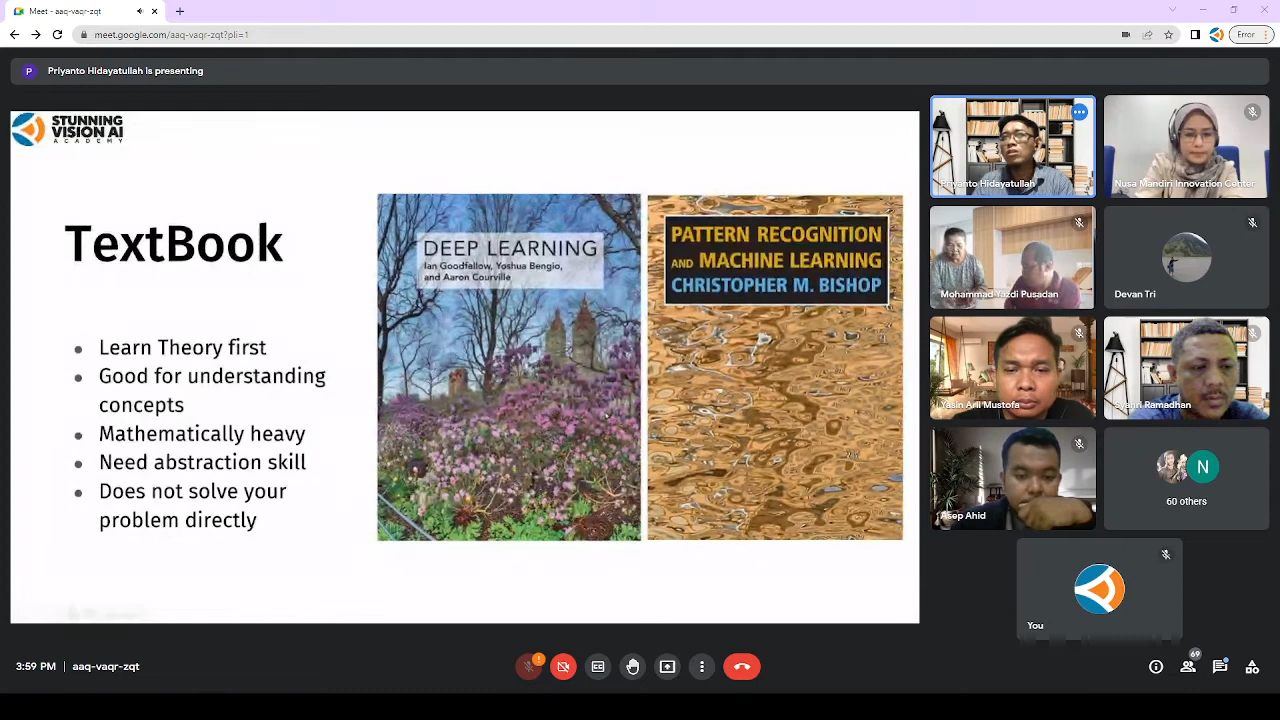 Meet - aaq-vaqr-zqt
meet.google.com/aaq-vaqr-zqt?pli=1
Error
P
Priyanto Hidayatullah is presenting
STUNNING
VISION AI
ACADEMY
TextBook
Learn Theory first
Good for understanding
concepts
Mathematically heavy
Need abstraction skill
Does not solve your
problem directly
DEEP LEARNING
Ian Goodfellow, Yoshua Bengio,
and Aaron Courville
PATTERN RECOGNITION
AND MACHINE LEARNING
CHRISTOPHER M. BISHOP
Priyanto Hidayatullah
Nusa Mandiri Innovation Center
Mohammad Yazdi Pusadan
Devan Tri
Yasin Arli Mustofa
Syahri Ramadhan
Asep Ahid
N
60 others
You
3:59 PM | aaq-vaqr-zqt
69